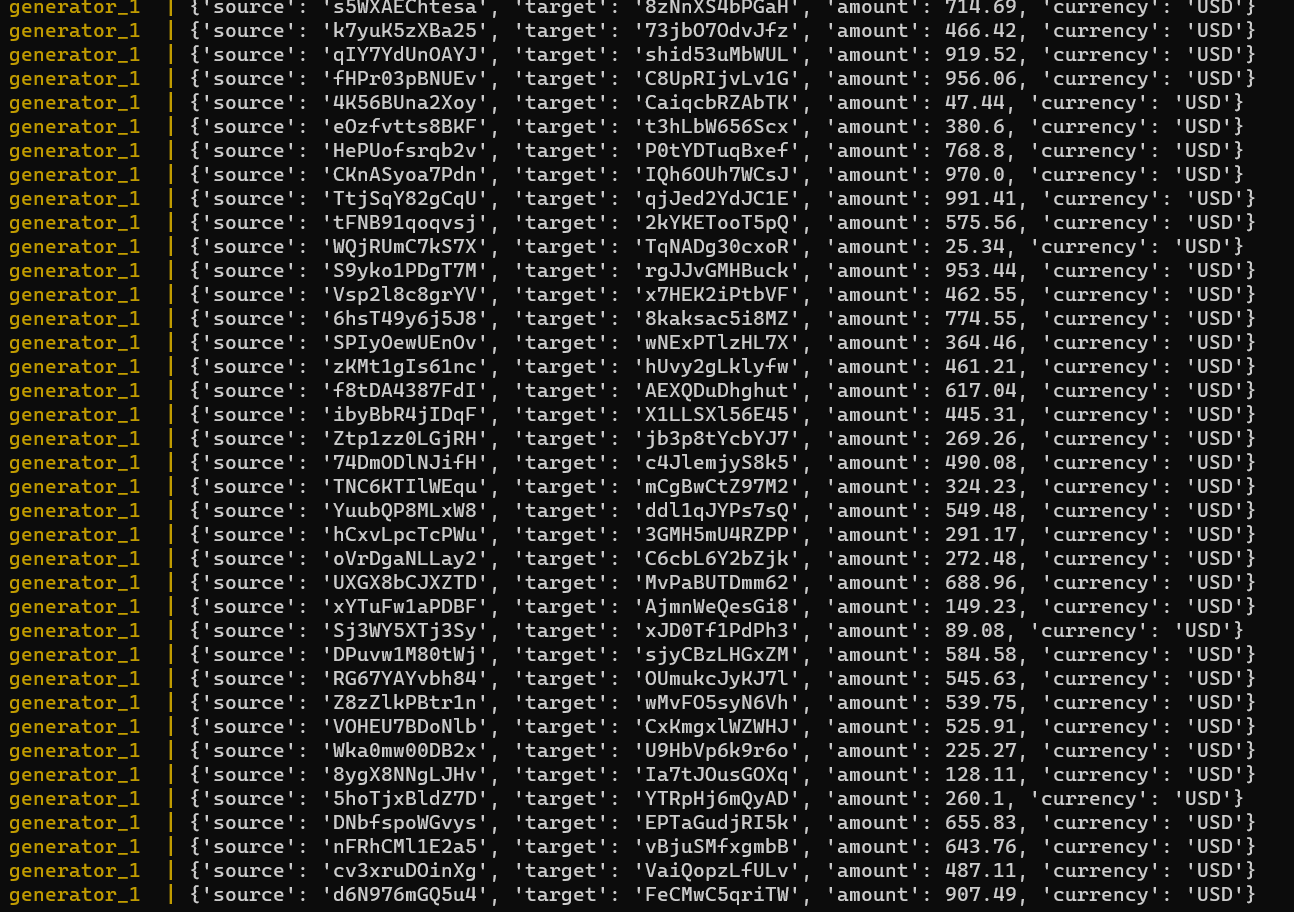 generator_1 | {'source': 's5WXAEChtesa', 'target': '8zNnXS4bPGaH', 'amount': 714.69, 'currency': 'USD'}
generator_1 | {'source': 'k7yuK5zXBa25', 'target': '73jbO7OdvJfz', 'amount': 466.42, 'currency': 'USD'}
generator_1 | {'source': 'qIY7YdUnOAYJ', 'target': 'shid53uMbWUL', 'amount': 919.52, 'currency': 'USD'}
generator_1 | {'source': 'fHPr03pBNUEv', 'target': 'C8UpRIjvLv1G', 'amount': 956.06, 'currency': 'USD'}
generator_1 | {'source': '4K56BUna2Xoy', 'target': 'CaiqcbRZAbTK', 'amount': 47.44, 'currency': 'USD'}
generator_1 | {'source': 'eOzfvtts8BKF', 'target': 't3hLbW656Scx', 'amount': 380.6, 'currency': 'USD'}
generator_1 | {'source': 'HePUofsrqb2v', 'target': 'P0tYDTuqBxef', 'amount': 768.8, 'currency': 'USD'}
generator_1 | {'source': 'CKnASyoa7Pdn', 'target': 'IQh6OUh7WCsJ', 'amount': 970.0, 'currency': 'USD'}
generator_1 | {'source': 'TtjSqY82gCqU', 'target': 'qjJed2YdJC1E', 'amount': 991.41, 'currency': 'USD'}
generator_1 | {'source': 'tFNB91qoqvsj', 'target': '2kYKETooT5pQ', 'amount': 575.56, 'currency': 'USD'}
generator_1 | {'source': 'WQjRUmC7kS7X', 'target': 'TqNADg30cxoR', 'amount': 25.34, 'currency': 'USD'}
generator_1 | {'source': 'S9yko1PDgT7M', 'target': 'rgJJvGMHBuck', 'amount': 953.44, 'currency': 'USD'}
generator_1 | {'source': 'Vsp2l8c8grYV', 'target': 'x7HEK2iPtbVF', 'amount': 462.55, 'currency': 'USD'}
generator_1 | {'source': '6hsT49y6j5J8', 'target': '8kaksac5i8MZ', 'amount': 774.55, 'currency': 'USD'}
generator_1 | {'source': 'SPIyOewUEnOv', 'target': 'wNExPTlzHL7X', 'amount': 364.46, 'currency': 'USD'}
generator_1 | {'source': 'zKMt1gIs61nc', 'target': 'hUvy2gLklyfw', 'amount': 461.21, 'currency': 'USD'}
generator_1 | {'source': 'f8tDA4387FdI', 'target': 'AEXQDuDhghut', 'amount': 617.04, 'currency': 'USD'}
generator_1 | {'source': 'ibyBbR4jIDqF', 'target': 'X1LLSXl56E45', 'amount': 445.31, 'currency': 'USD'}
generator_1 | {'source': 'Ztp1zz0LGjRH', 'target': 'jb3p8tYcbYJ7', 'amount': 269.26, 'currency': 'USD'}
generator_1 | {'source': '74DmODlNJifH', 'target': 'c4JlemjyS8k5', 'amount': 490.08, 'currency': 'USD'}
generator_1 | {'source': 'TNC6KTIlWEqu', 'target': 'mCgBwCtZ97M2', 'amount': 324.23, 'currency': 'USD'}
generator_1 | {'source': 'YuubQP8MLxW8', 'target': 'ddl1qJYPs7sQ', 'amount': 549.48, 'currency': 'USD'}
generator_1 | {'source': 'hCxvLpcTcPWu', 'target': '3GMH5mU4RZPP', 'amount': 291.17, 'currency': 'USD'}
generator_1 | {'source': 'oVrDgaNLLay2', 'target': 'C6cbL6Y2bZjk', 'amount': 272.48, 'currency': 'USD'}
generator_1 | {'source': 'UXGX8bCJXZTD', 'target': 'MvPaBUTDmm62', 'amount': 688.96, 'currency': 'USD'}
generator_1 | {'source': 'xYTuFw1aPDBF', 'target': 'AjmnWeQesGi8', 'amount': 149.23, 'currency': 'USD'}
generator_1 | {'source': 'Sj3WY5XTj3Sy', 'target': 'xJD0Tf1PdPh3', 'amount': 89.08, 'currency': 'USD'}
generator_1 | {'source': 'DPuvw1M80tWj', 'target': 'sjyCBzLHGxZM', 'amount': 584.58, 'currency': 'USD'}
generator_1 | {'source': 'RG67YAYvbh84', 'target': 'OUmukcJyKJ7l', 'amount': 545.63, 'currency': 'USD'}
generator_1 | {'source': 'Z8zZlkPBtr1n', 'target': 'wMvFO5syN6Vh', 'amount': 539.75, 'currency': 'USD'}
generator_1 | {'source': 'VOHEU7BDoNlb', 'target': 'CxKmgxlWZWHJ', 'amount': 525.91, 'currency': 'USD'}
generator_1 | {'source': 'Wka0mw00DB2x', 'target': 'U9HbVp6k9r6o', 'amount': 225.27, 'currency': 'USD'}
generator_1 | {'source': '8ygX8NNgLJHv', 'target': 'Ia7tJOusGOXq', 'amount': 128.11, 'currency': 'USD'}
generator_1 | {'source': '5hoTjxBldZ7D', 'target': 'YTRpHj6mQyAD', 'amount': 260.1, 'currency': 'USD'}
generator_1 | {'source': 'DNbfspoWGvys', 'target': 'EPTaGudjRI5k', 'amount': 655.83, 'currency': 'USD'}
generator_1 | {'source': 'nFRhCMl1E2a5', 'target': 'vBjuSMfxgmbB', 'amount': 643.76, 'currency': 'USD'}
generator_1 | {'source': 'cv3xruDOinXg', 'target': 'VaiQopzLfULv', 'amount': 487.11, 'currency': 'USD'}
generator_1 | {'source': 'd6N976mGQ5u4', 'target': 'FeCMwC5qriTW', 'amount': 907.49, 'currency': 'USD'}